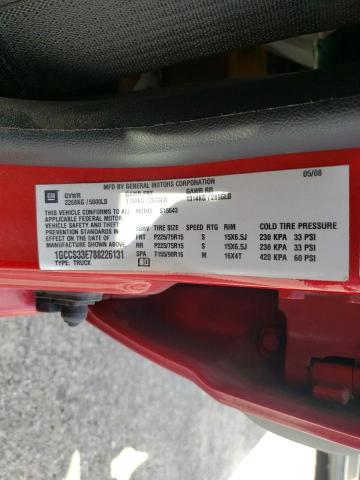 MFD BY GENERAL MOTORS CORPORATION
05/08
GM
GVWR GAWR FRT GAWR RR
2268KG / 5000LB 1314KG /
THIS VEHICLE CONFORMS TO ALL MODEL: S15643
APPLICABLE FEDERAL MOTOR
VEHICLE SAFETY, BUMPER, AND
THEFT PREVENTION STANDARDS
IN EFFECT ON THE DATE OF
MANUFACTURE SHOWN ABOVE.
1GCCS33E788226131
TYPE: TRUCK
SERV TIRE SIZE SPEED RTG RIM COLD TIRE PRESSURE
FRT P225/75R15 S 15X6.5J 230 KPA 33 PSI
RR P225/75R15 S 15X6.5J 230 KPA 33 PSI
SPA T155/90R16 M 16X4T 420 KPA 60 PSI